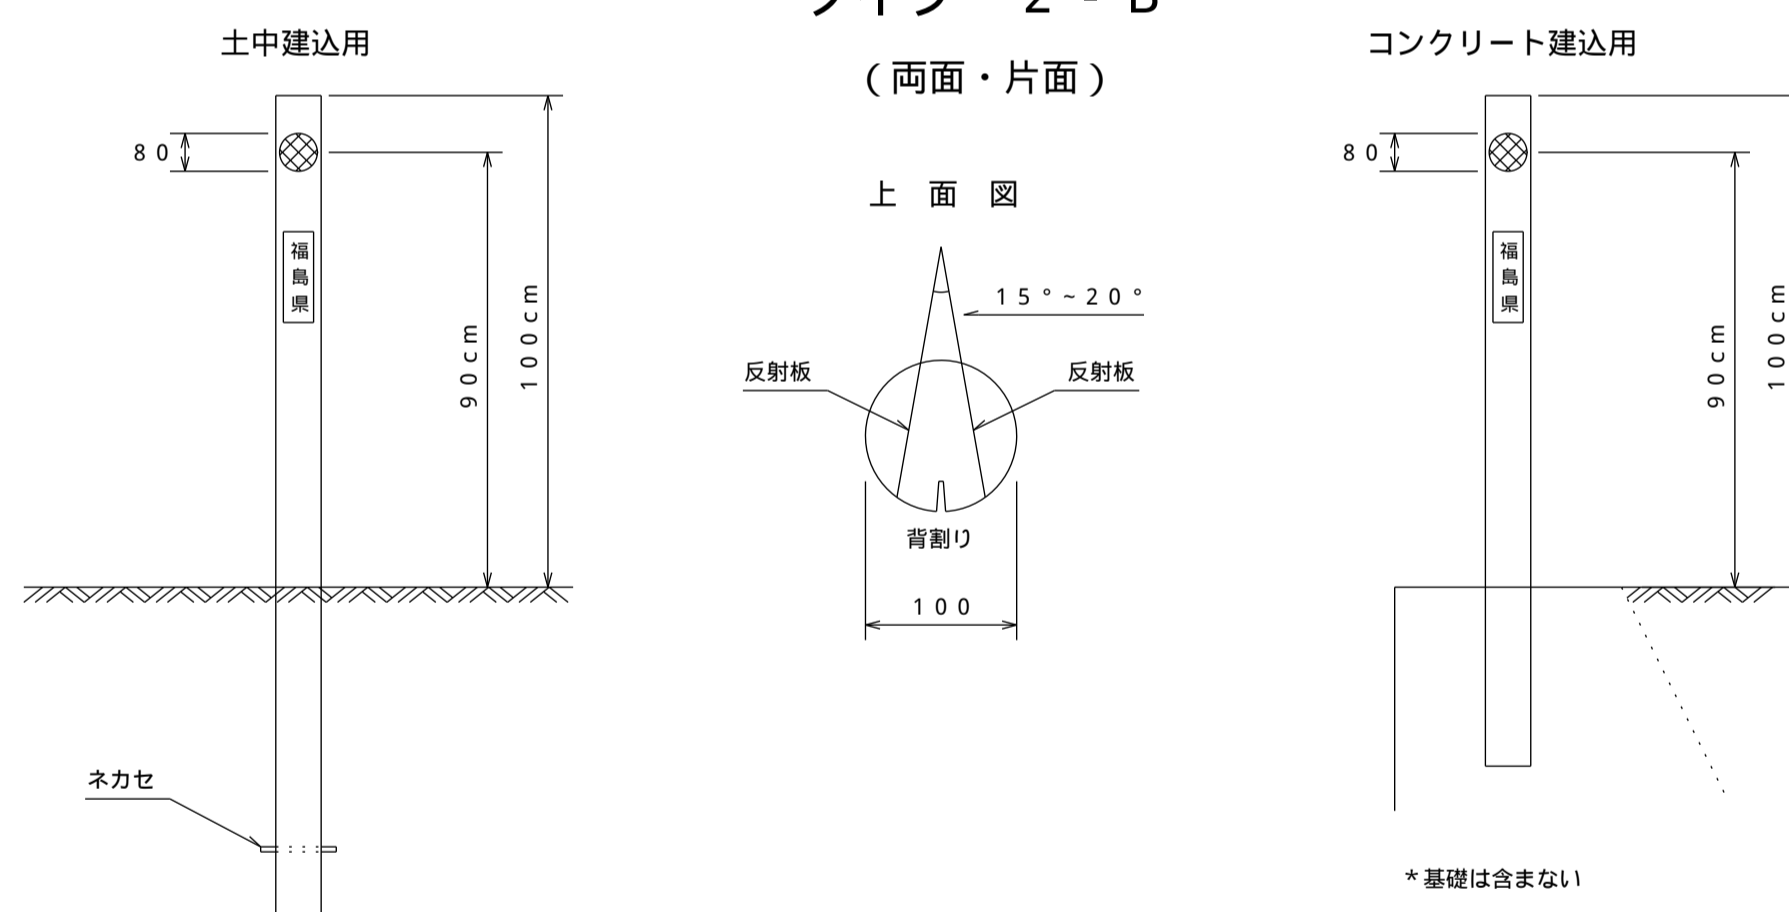 土中建込用
(両面・片面)
コンクリート建込用
80
福島県
90cm
100cm
上面図
15°~20°
反射板
反射板
背割り
100
ネカセ
80
福島県
90cm
100cm
*基礎は含まない